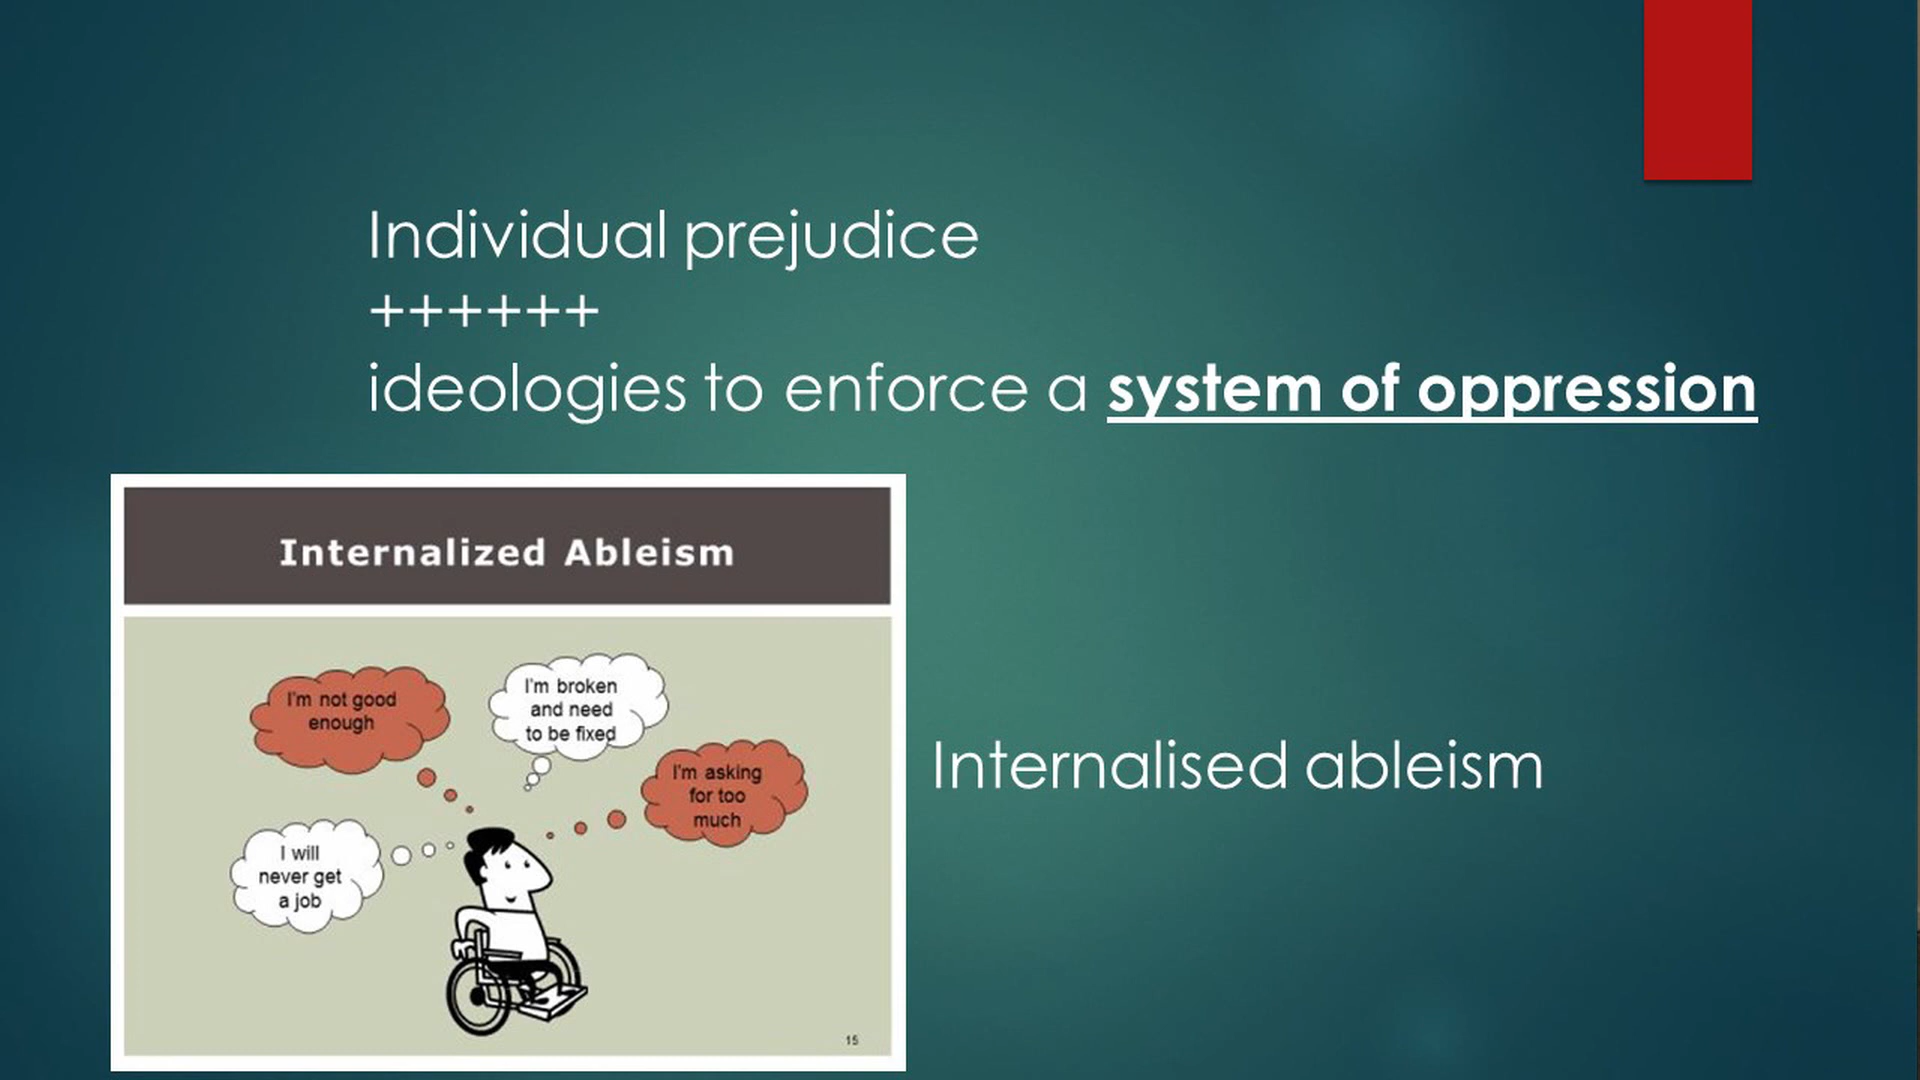 Individual prejudice
++++++
ideologies to enforce a system of oppression
Internalized Ableism
I'm not good
enough
I'm broken
and need
to be fixed
I'm asking
for too
much
I will
never get
a job
15
Internalised ableism